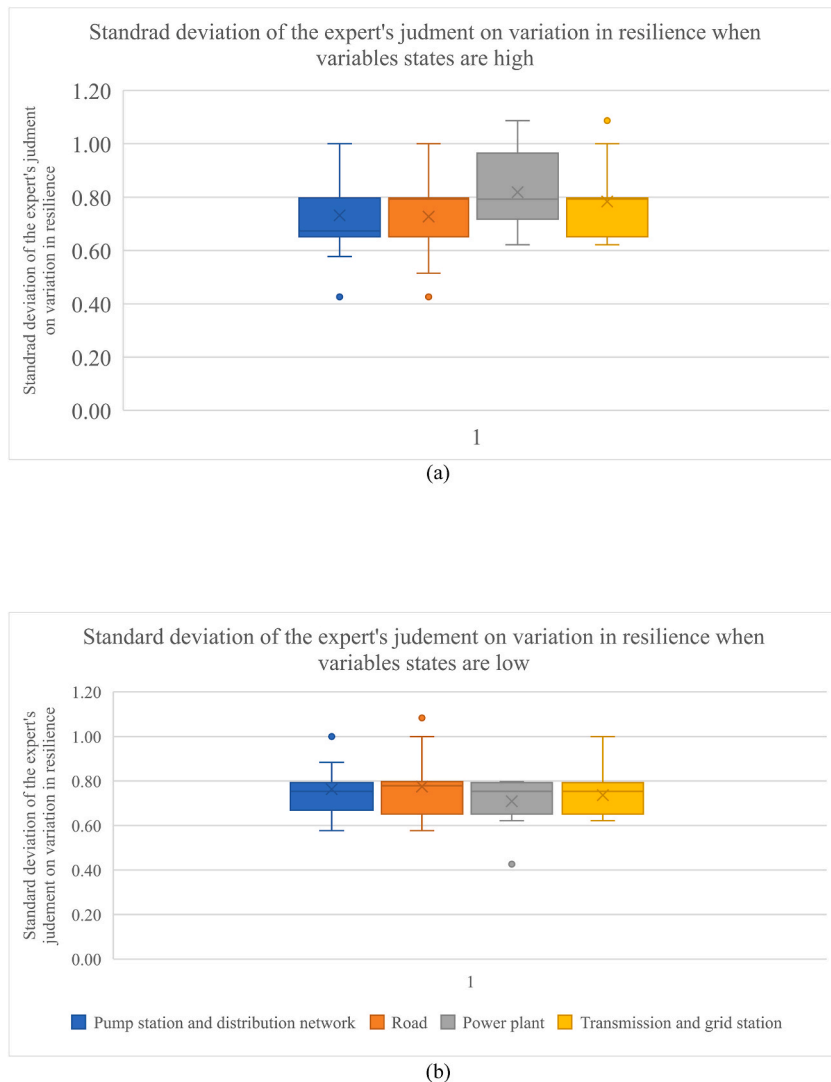 Standrad deviation of the expert's judgment on variation in resilience when
variables states are high
Standrad deviation of the expert's judgment
on variation in resilience
1.20
1.00
0.80
0.60
0.40
0.20
0.00
1
(a)
Standard deviation of the expert's judement on variation in resilience when
variables states are low
Standard deviation of the expert's
judement on variation in resilience
1.20
1.00
0.80
0.60
0.40
0.20
0.00
1
Pump station and distribution network Road Power plant Transmission and grid station
(b)